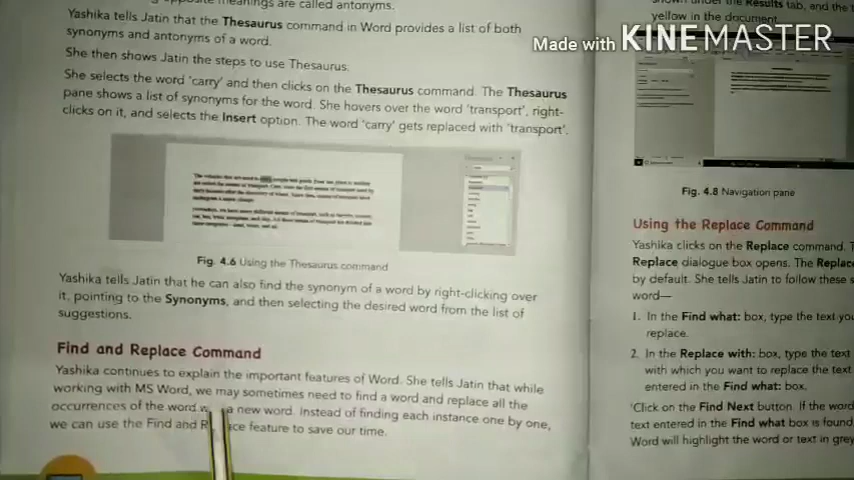 meanings are called antonyms.
Yashika tells Jatin that the Thesaurus command in Word provides a list of both
synonyms and antonyms of a word.
She then shows Jatin the steps to use Thesaurus.
She selects the word 'carry' and then clicks on the Thesaurus command. The Thesaurus
pane shows a list of synonyms for the word. She hovers over the word 'transport', right-
clicks on it, and selects the Insert option. The word 'carry' gets replaced with 'transport'.
Fig. 4.6 Using the Thesaurus command
Yashika tells Jatin that he can also find the synonym of a word by right-clicking over
it, pointing to the Synonyms, and then selecting the desired word from the list of
suggestions.
Find and Replace Command
Yashika continues to explain the important features of Word. She tells Jatin that while
working with MS Word, we may sometimes need to find a word and replace all the
occurrences of the word a new word. Instead of finding each instance one by one,
we can use the Find and feature to save our time.
under the Results tab, and the
yellow in the document.
Made with KINEMASTER
Fig. 4.8 Navigation pane
Using the Replace Command
Yashika clicks on the Replace command.
Replace dialogue box opens. The
by default. She tells Jatin to follow these
word—
1. In the Find what: box, type the text
replace.
2. In the Replace with: box, type the text
with which you want to replace the text
entered in the Find what: box.
'Click on the Find Next button. If the word
text entered in the Find what box is found
Word will highlight the word or text in grey